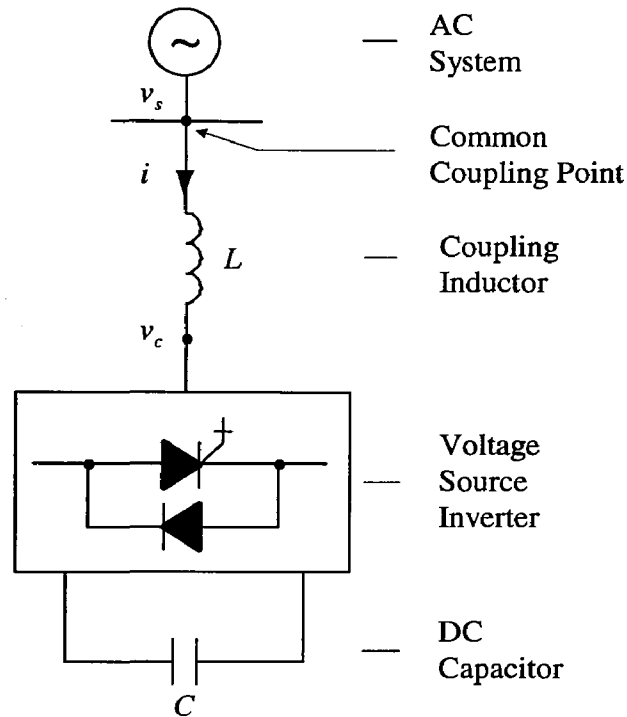 AC
System
v_s
Common
Coupling Point
i
L
Coupling
Inductor
v_c
Voltage
Source
Inverter
DC
Capacitor
C